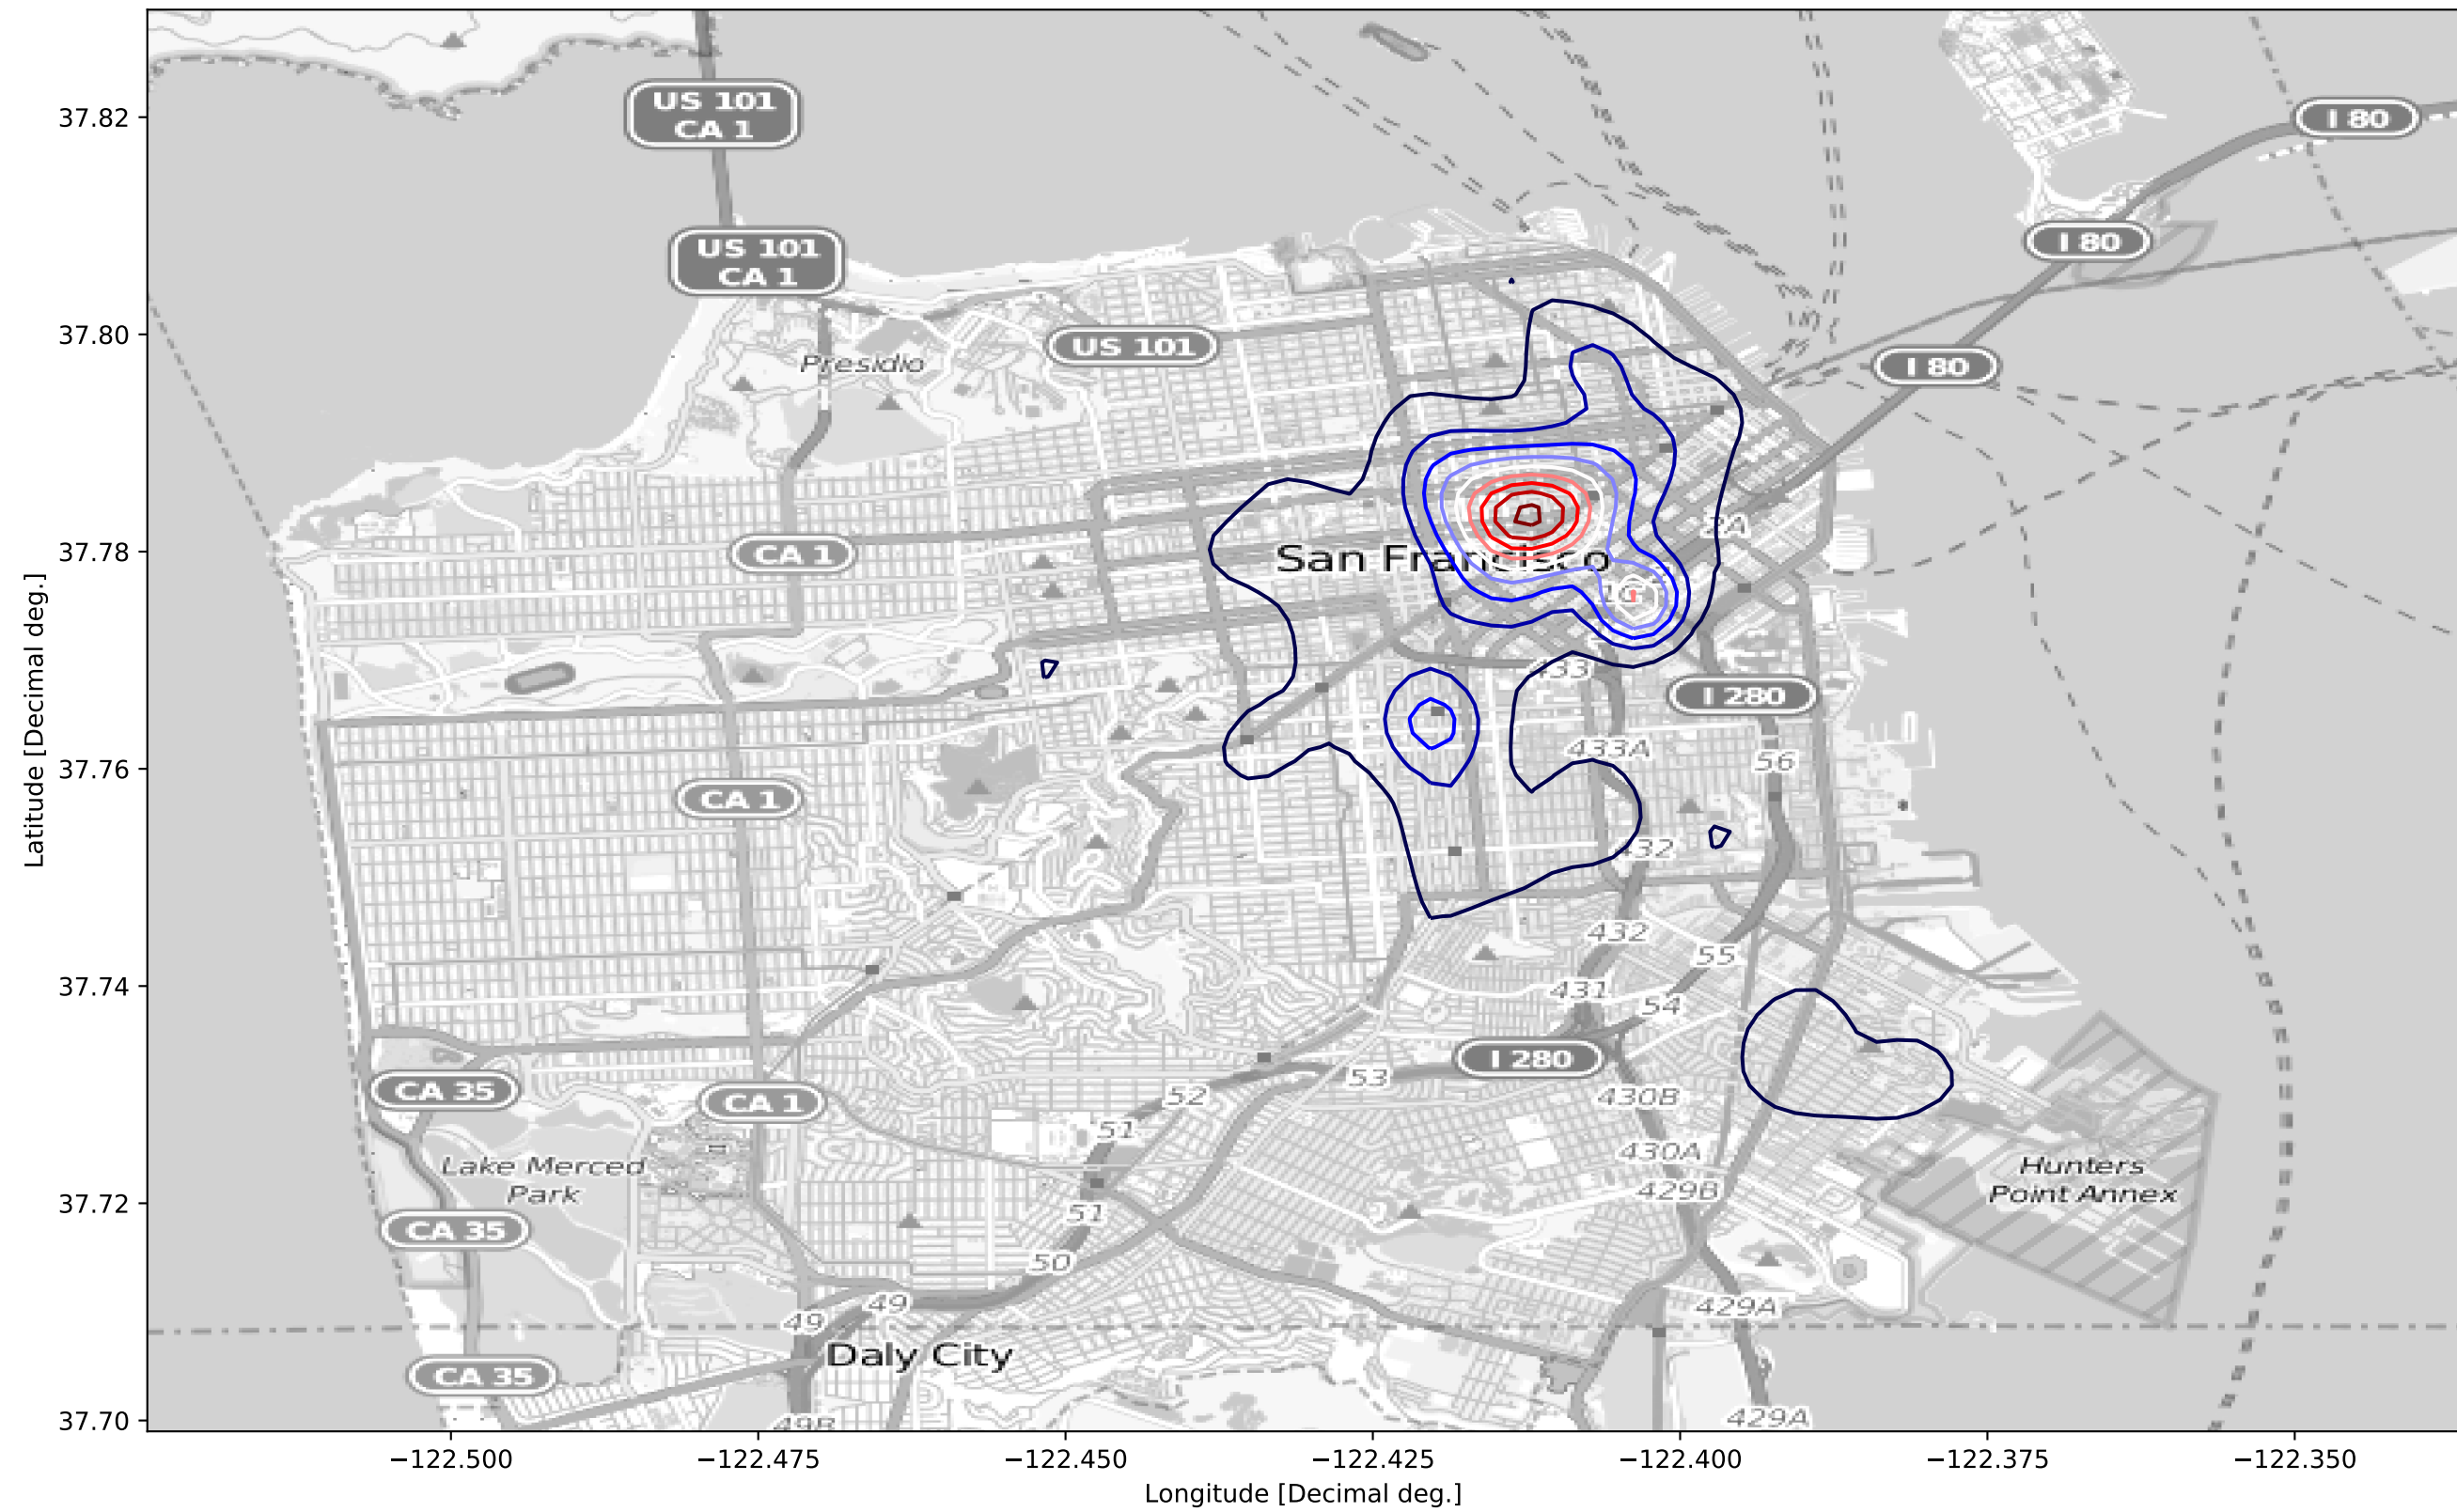 US 101
CA 1
I 80
37.82
US 101
CA 1
I 80
37.80
US 101
I 80
Presidio
2A
37.78
CA 1
San Francisco
433
I 280
433A
56
37.76
CA 1
432
432
55
37.74
431
54
I 280
53
CA 35
52
430B
CA 1
51
430A
Lake Merced
Park
Hunters
Point Annex
429B
37.72
51
CA 35
50
49
429A
49
Daly City
CA 35
37.70
49B
429A
−122.500
−122.475
−122.450
−122.425
−122.400
−122.375
−122.350
Longitude [Decimal deg.]
Latitude [Decimal deg.]